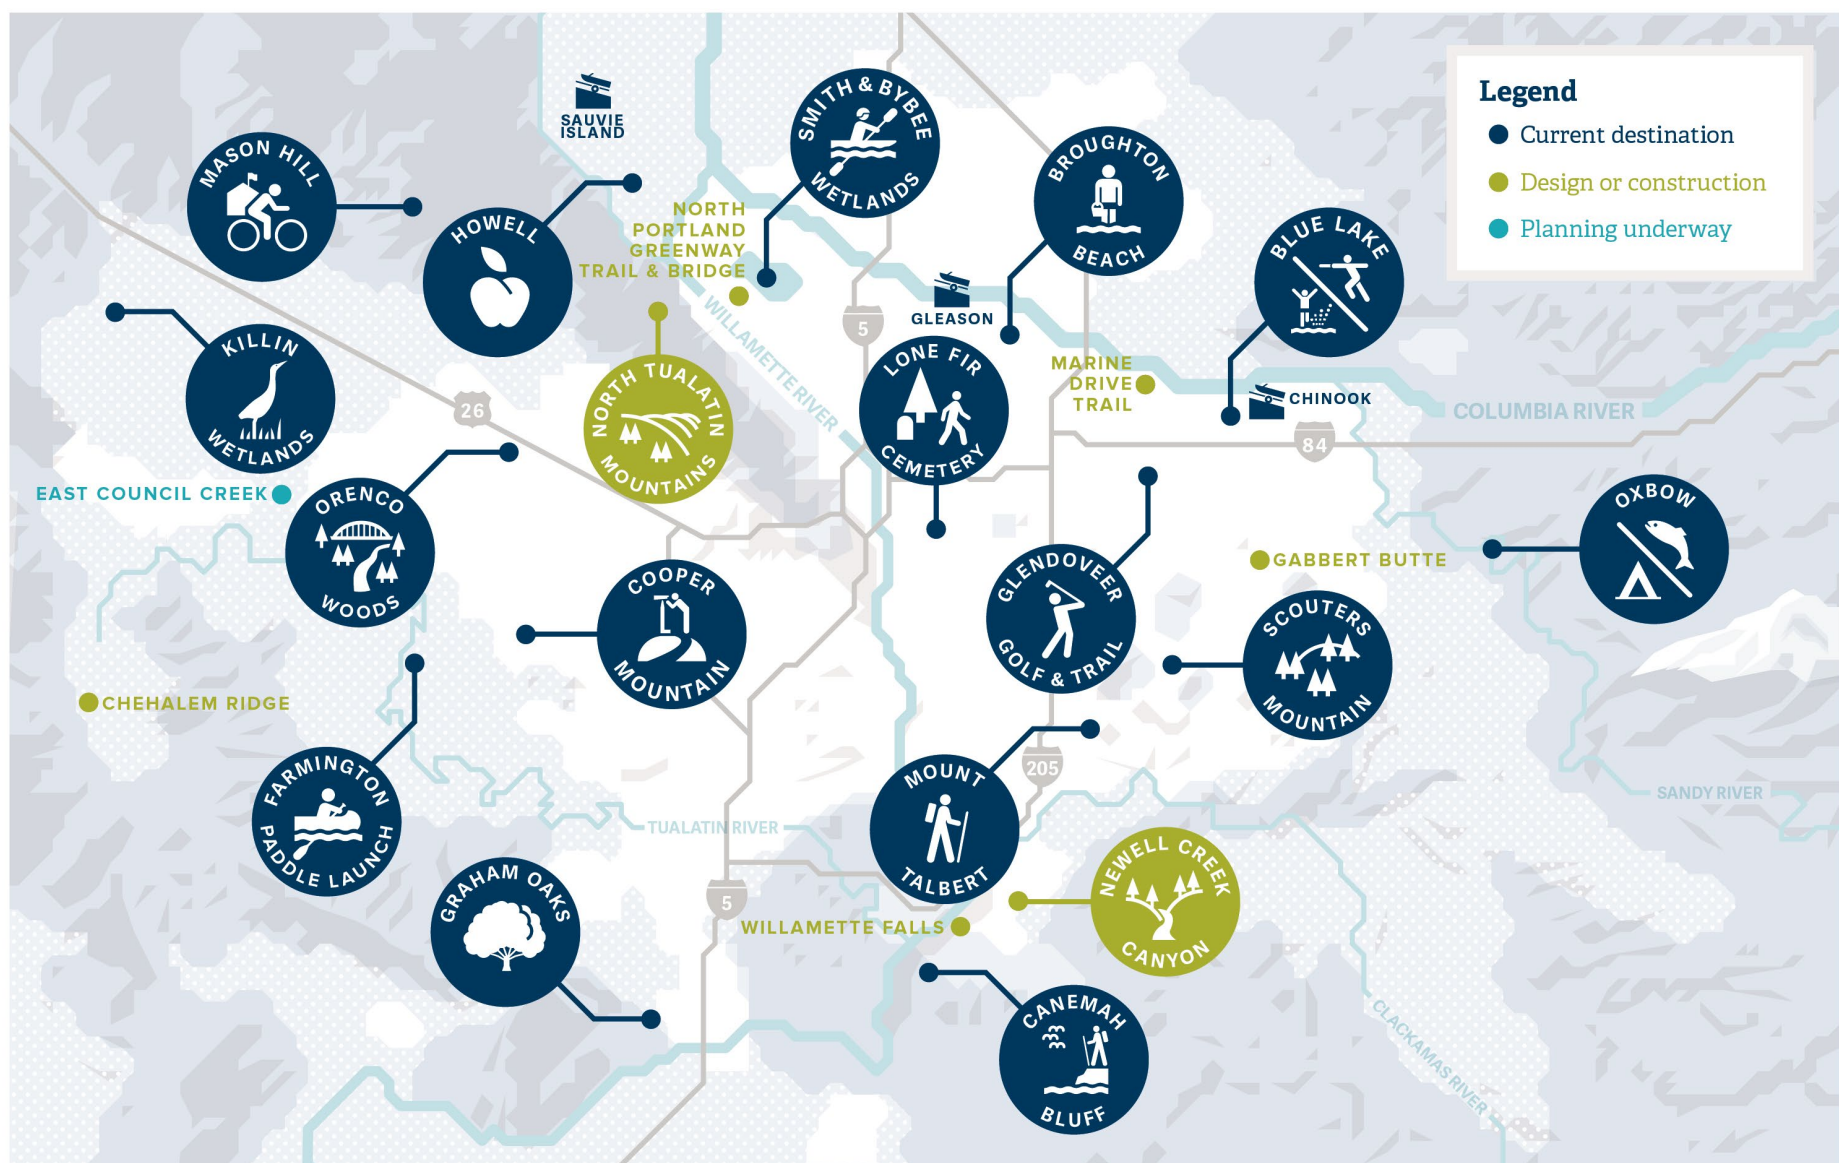 Legend
Current destination
Design or construction
Planning underway
SAUVIE
ISLAND
SMITH & BYBEE
WETLANDS
MASON HILL
HOWELL
NORTH
PORTLAND
GREENWAY
TRAIL & BRIDGE
BROUGHTON
BEACH
BLUE LAKE
GLEASON
5
WILLAMETTE RIVER
KILLIN
WETLANDS
26
NORTH TUALATIN
MOUNTAINS
LONE FIR
CEMETERY
MARINE
DRIVE
TRAIL
CHINOOK
COLUMBIA RIVER
84
EAST COUNCIL CREEK
ORENCO
WOODS
OXBOW
COOPER
MOUNTAIN
GLENDOVEER
GOLF & TRAIL
GABBERT BUTTE
SCOUTERS
MOUNTAIN
CHEHALEM RIDGE
FARMINGTON
PADDLE LAUNCH
MOUNT
TALBERT
205
SANDY RIVER
TUALATIN RIVER
GRAHAM OAKS
5
WILLAMETTE FALLS
NEWELL CREEK
CANYON
CANEMAH
BLUFF
CLACKAMAS RIVER